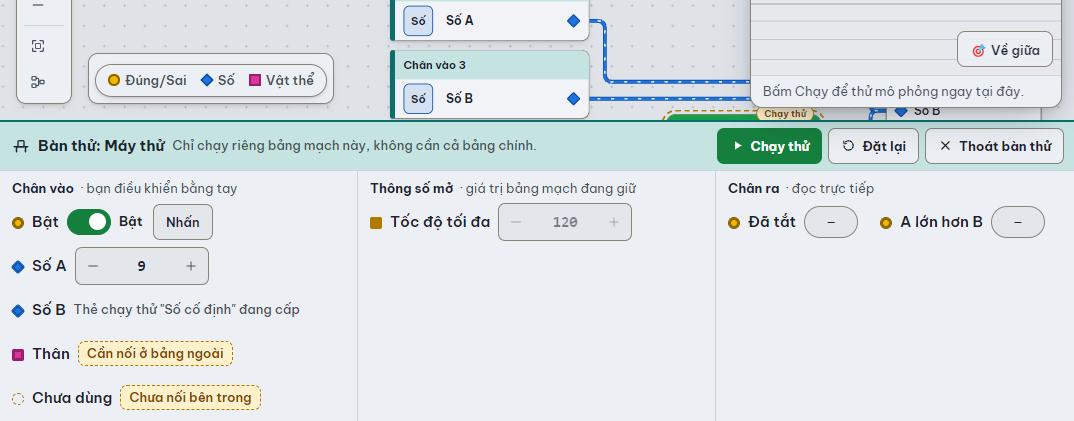 Số Số A
Chân vào 3
Số Số B
Đúng/Sai Số Vật thể
Về giữa
Bấm Chạy để thử mô phỏng ngay tại đây.
Chạy thử
Số B
Bàn thử: Máy thử Chỉ chạy riêng bảng mạch này, không cần cả bảng chính.
Chạy thử Đặt lại Thoát bàn thử
Chân vào · bạn điều khiển bằng tay
Bật Bật Nhấn
Số A − 9 +
Số B Thẻ chạy thử "Số cố định" đang cấp
Thân Cần nối ở bảng ngoài
Chưa dùng Chưa nối bên trong
Thông số mở · giá trị bảng mạch đang giữ
Tốc độ tối đa − 120 +
Chân ra · đọc trực tiếp
Đã tắt – A lớn hơn B –